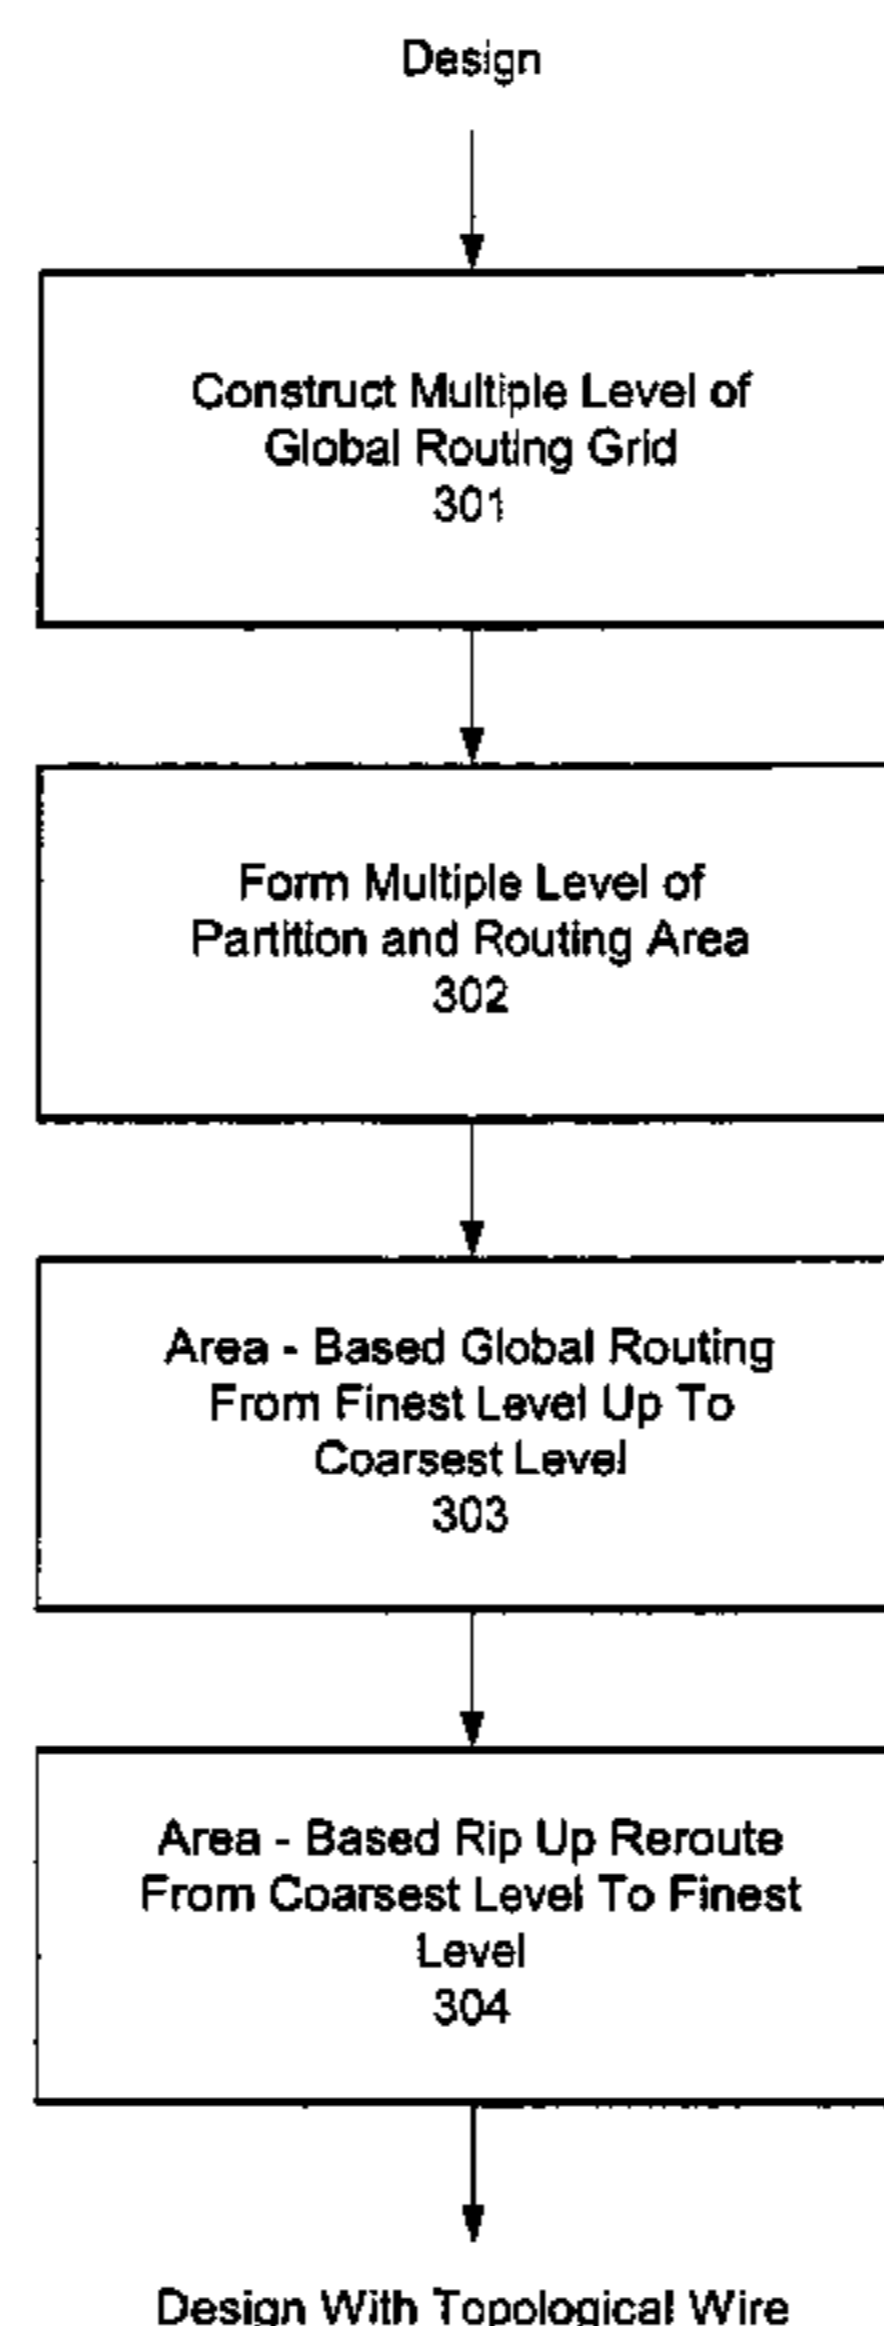 Design
Construct Multiple Level of
Global Routing Grid
301
Form Multiple Level of
Partition and Routing Area
302
Area - Based Global Routing
From Finest Level Up To
Coarsest Level
303
Area - Based Rip Up Reroute
From Coarsest Level To Finest
Level
304
Design With Topological Wire